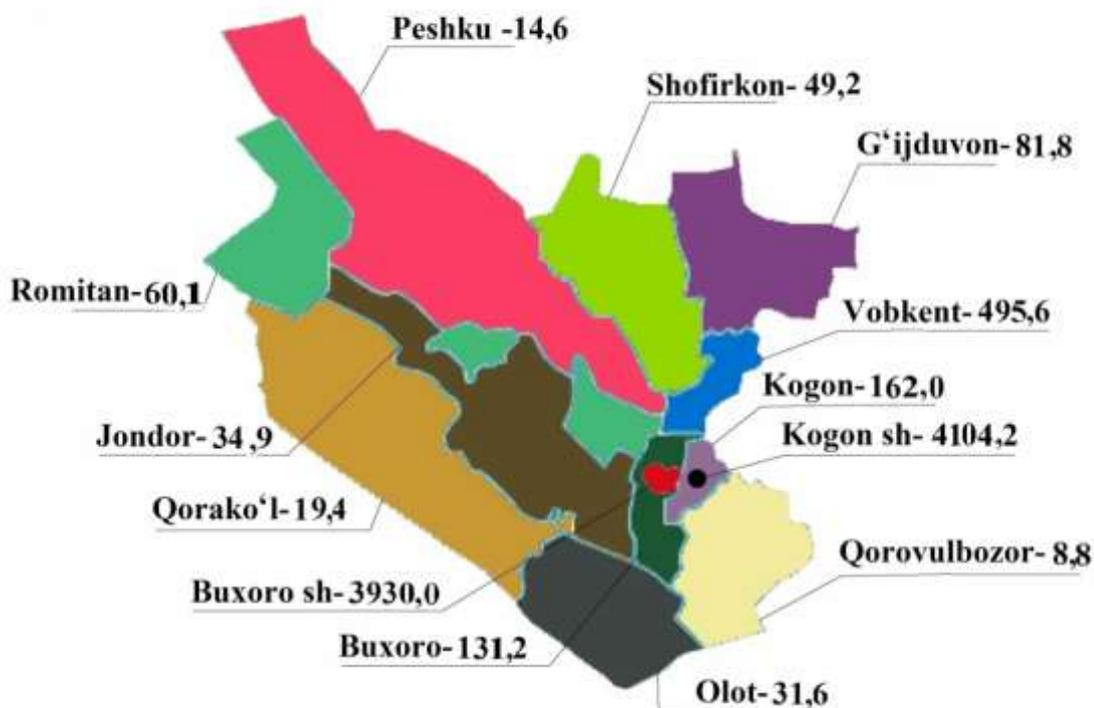 Peshku -14,6
Shofirkon- 49,2
G‘ijduvon- 81,8
Romitan-60,1
Vobkent- 495,6
Kogon- 162,0
Kogon sh- 4104,2
Jondor- 34,9
Qorako‘l-19,4
Qorovulbozor- 8,8
Buxoro sh- 3930,0
Buxoro-131,2
Olot- 31,6